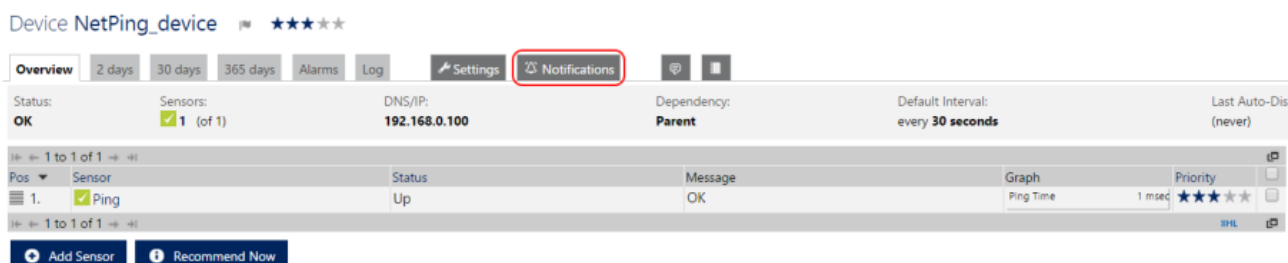 Device NetPing_device
Overview 2 days 30 days 365 days Alarms Log Settings Notifications
Status: Sensors: DNS/IP: Dependency: Default Interval: Last Auto-Dis
OK 1 (of 1) 192.168.0.100 Parent every 30 seconds (never)
1 to 1 of 1
Pos Sensor Status Message Graph Priority
1. Ping Up OK Ping Time 1 msec
1 to 1 of 1 XML
Add Sensor Recommend Now